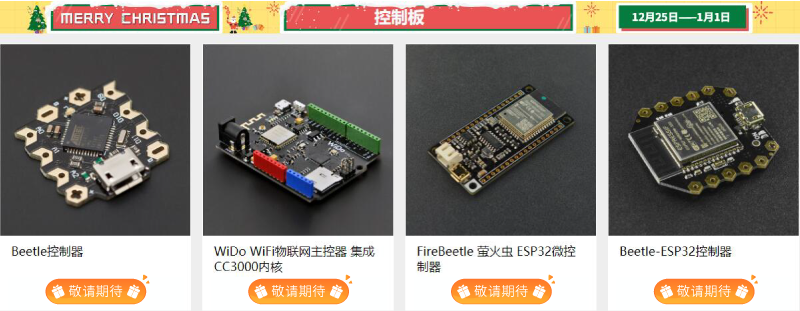 MERRY CHRISTMAS
控制板
12月25日——1月1日
Beetle控制器
WiDo WiFi物联网主控器 集成
CC3000内核
FireBeetle 萤火虫 ESP32微控
制器
Beetle-ESP32控制器
敬请期待
敬请期待
敬请期待
敬请期待
WiDo